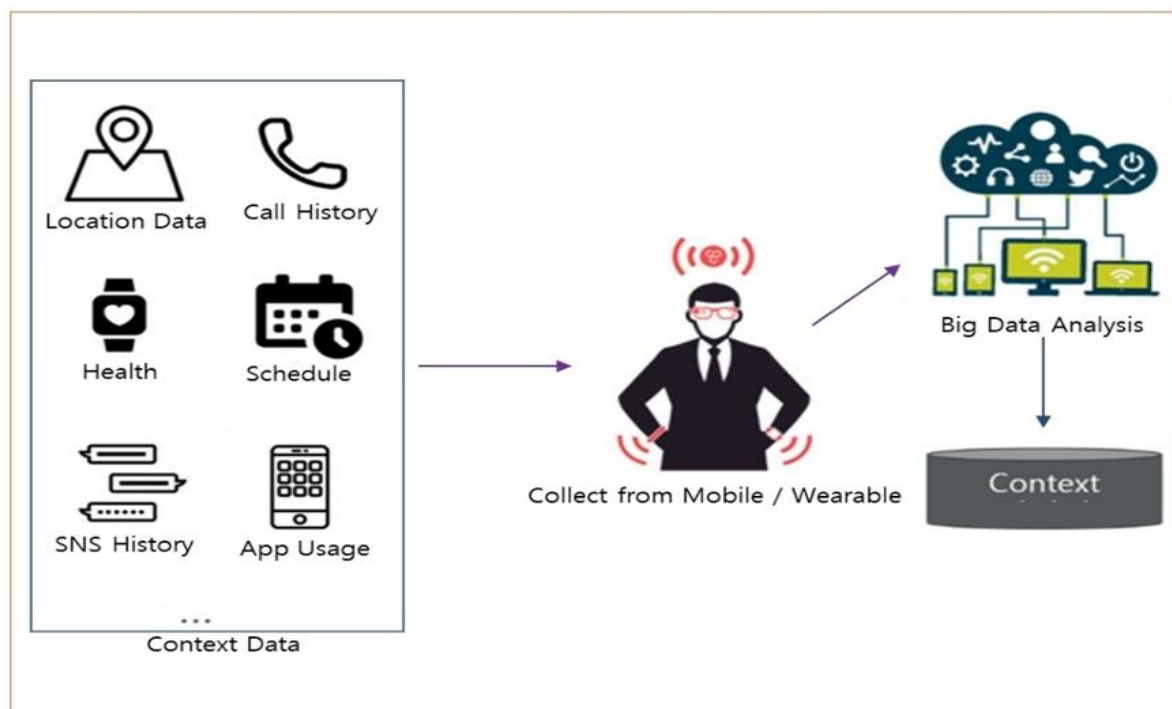 Location Data
Call History
Health
Schedule
SNS History
App Usage
...
Context Data
Collect from Mobile / Wearable
Big Data Analysis
Context